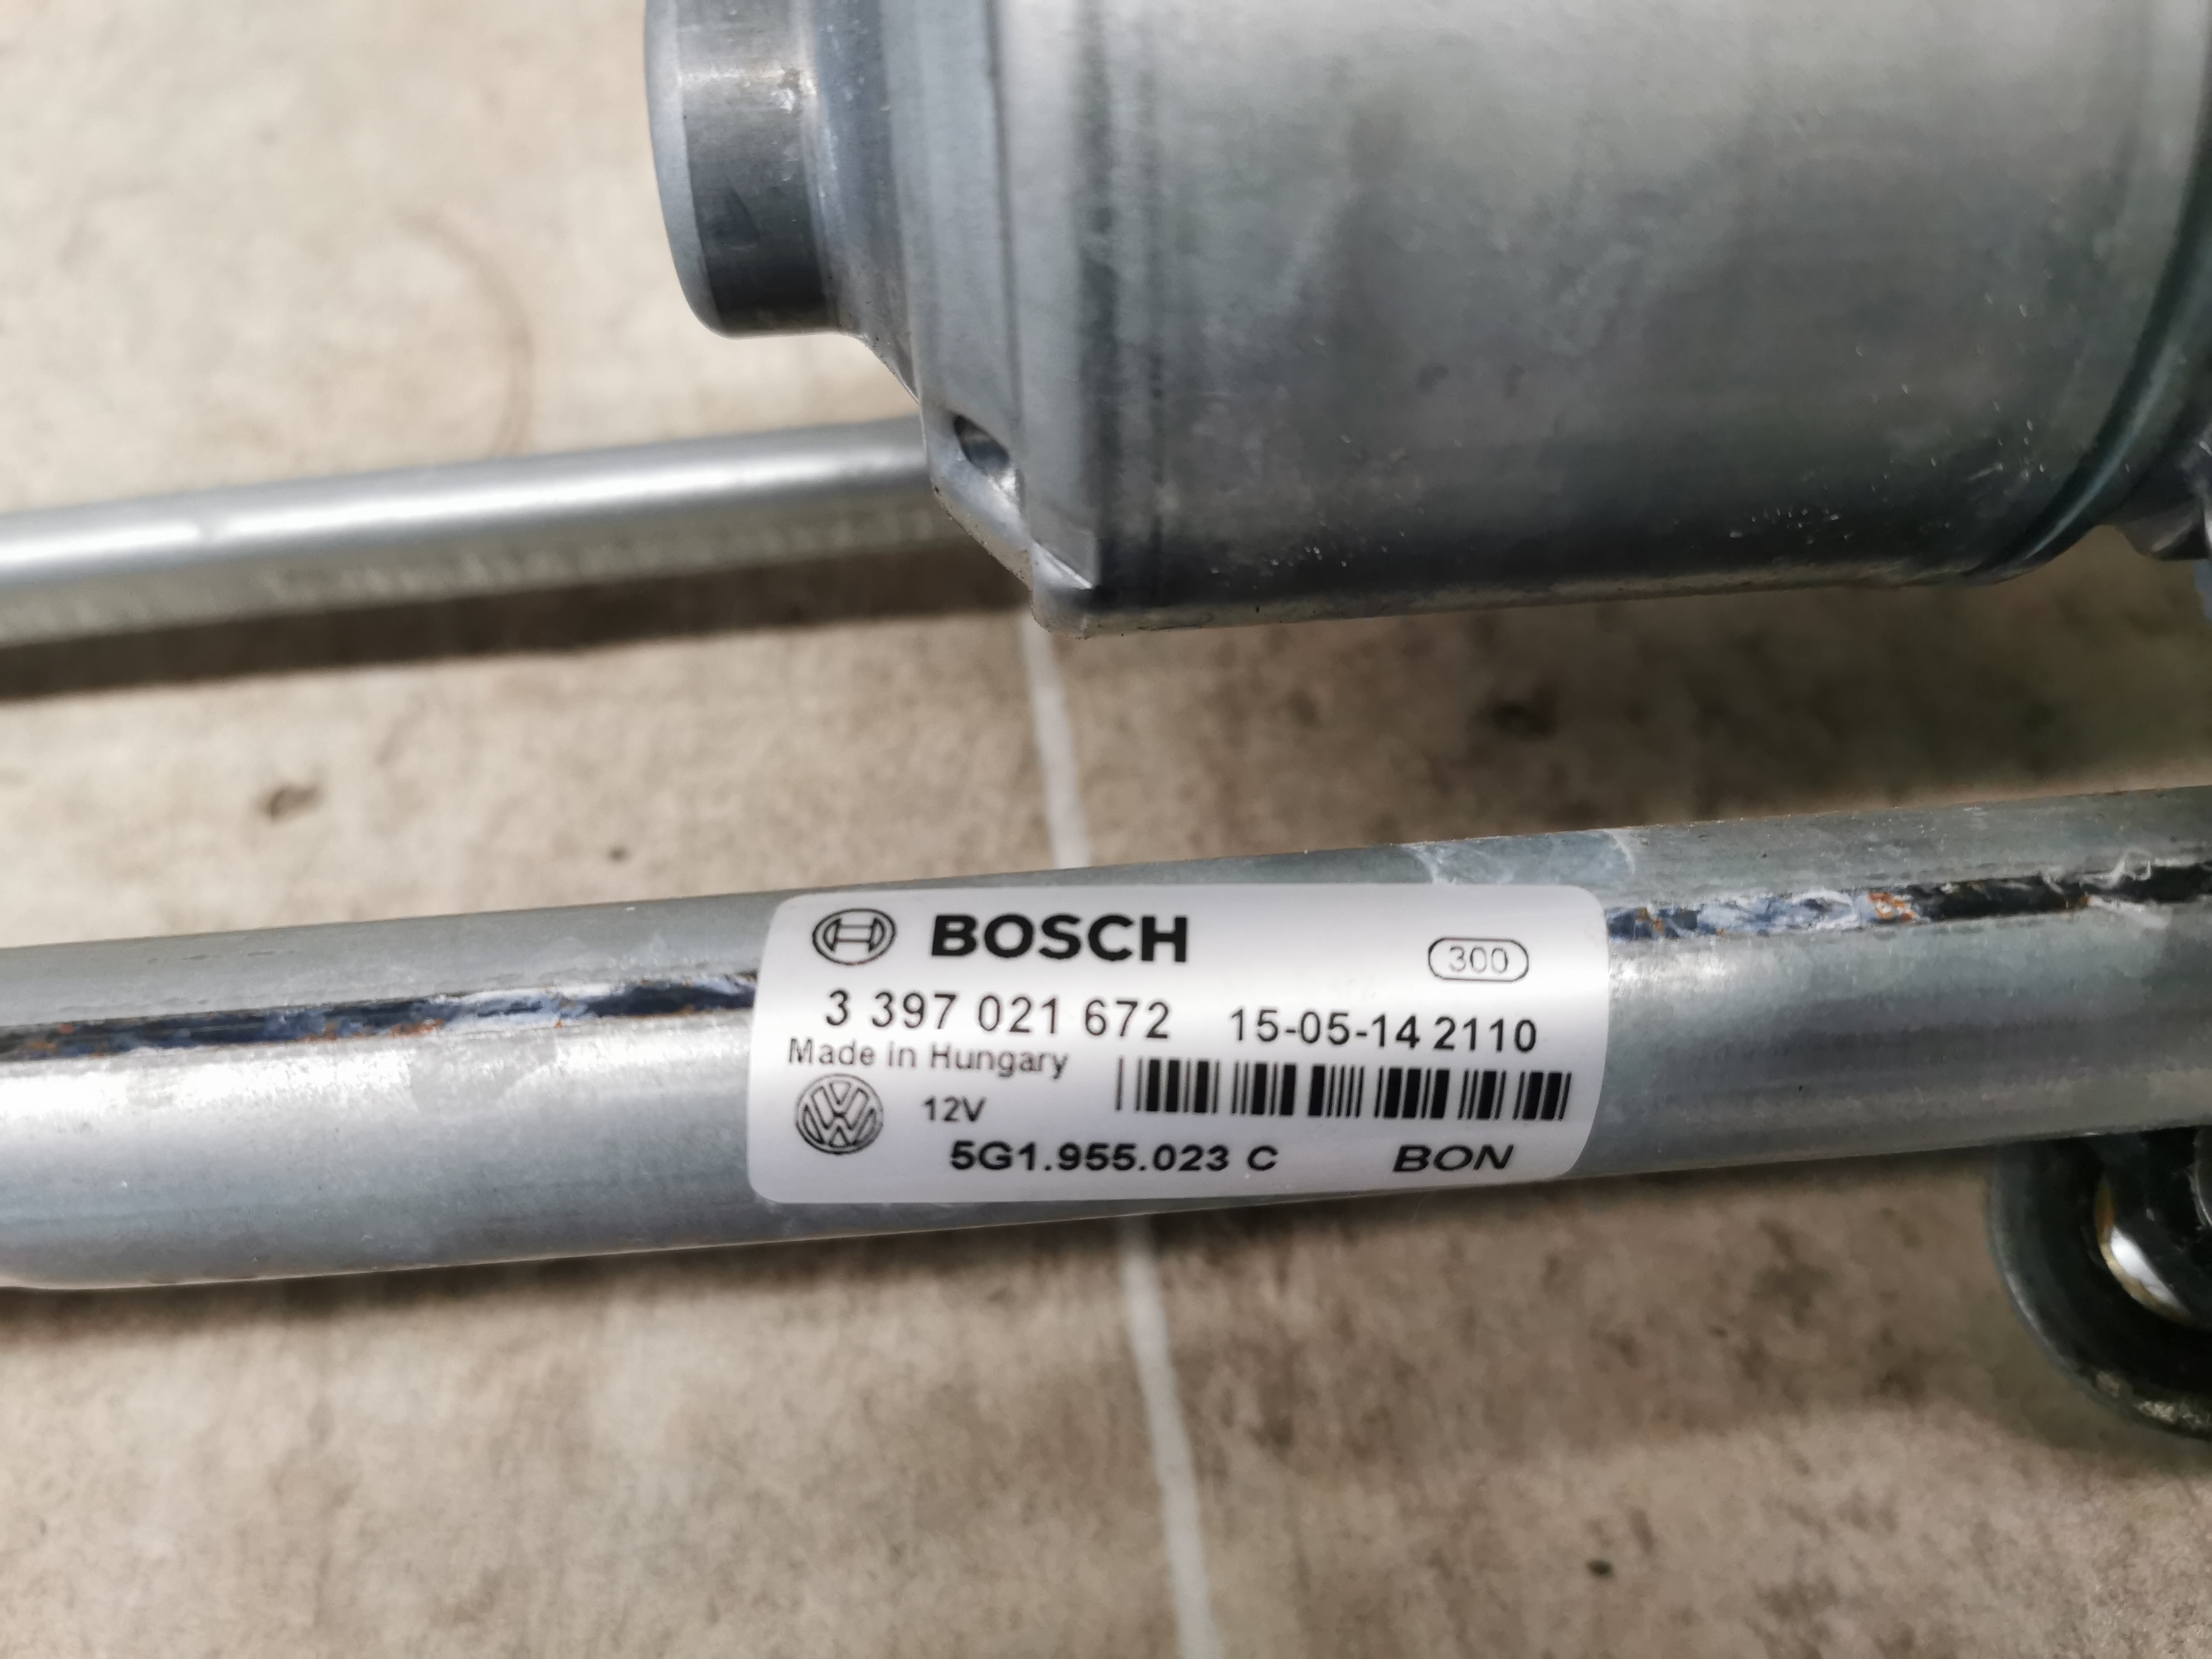 BOSCH 300
3 397 021 672 15-05-14 2110
Made in Hungary
12V
5G1.955.023 C BON